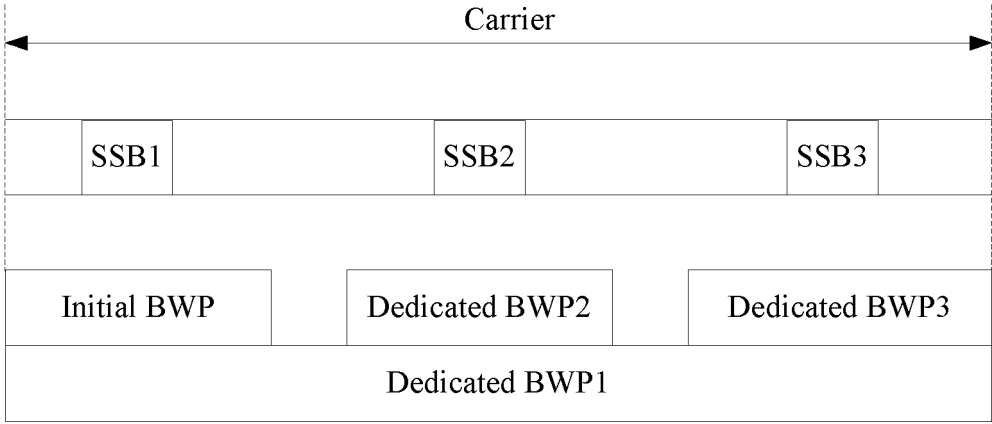 Carrier
SSB1 SSB2 SSB3
Initial BWP Dedicated BWP2 Dedicated BWP3
Dedicated BWP1